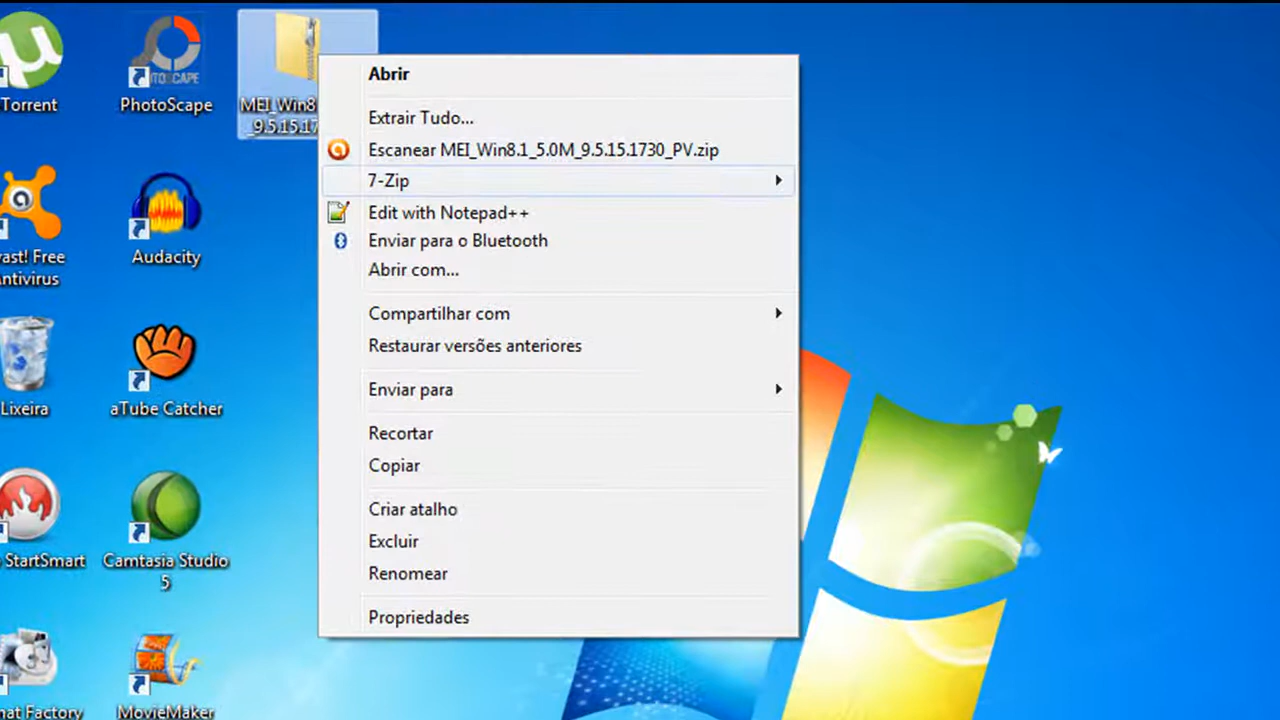 Torrent
PhotoScape
MEI_Win8
_9.5.15.17
Abrir
Extrair Tudo...
Escanear MEI_Win8.1_5.0M_9.5.15.1730_PV.zip
7-Zip
Edit with Notepad++
Enviar para o Bluetooth
Abrir com...
Compartilhar com
Restaurar versões anteriores
Enviar para
Recortar
Copiar
Criar atalho
Excluir
Renomear
Propriedades
vast! Free
Antivirus
Audacity
Lixeira
aTube Catcher
StartSmart
Camtasia Studio
5
mat Factory
MovieMaker